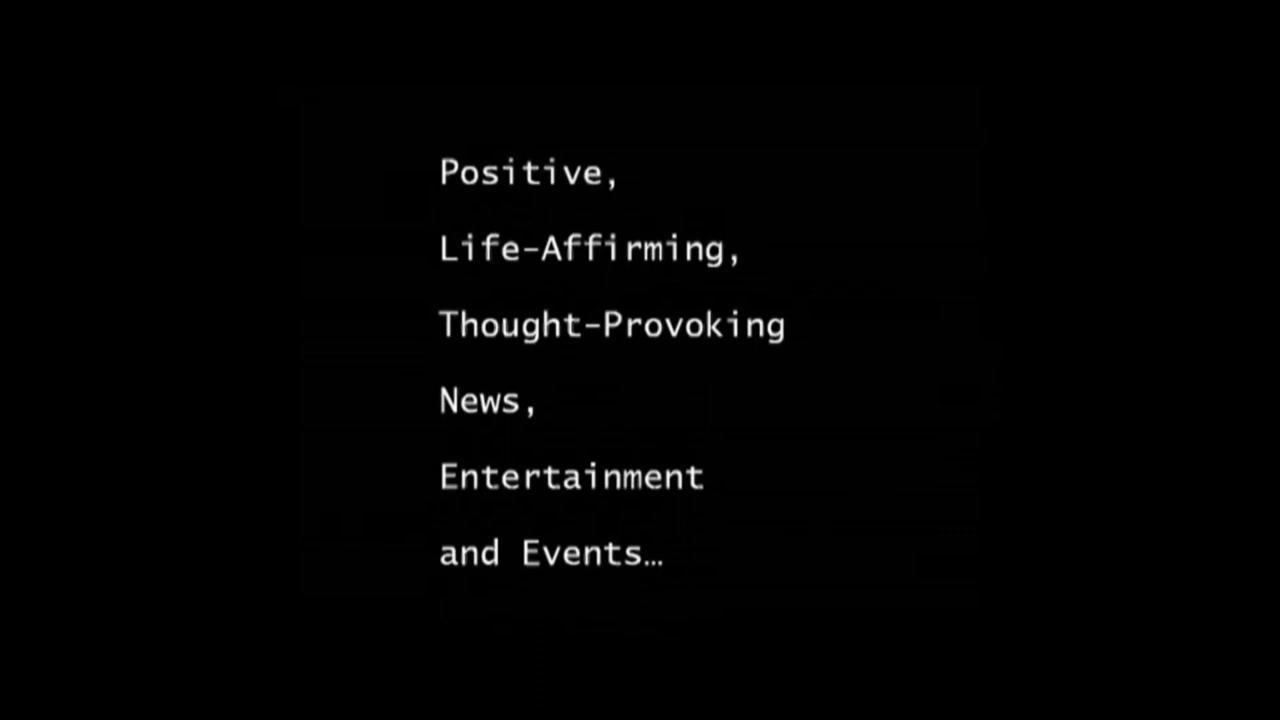 Positive,
Life-Affirming,
Thought-Provoking
News,
Entertainment
and Events…